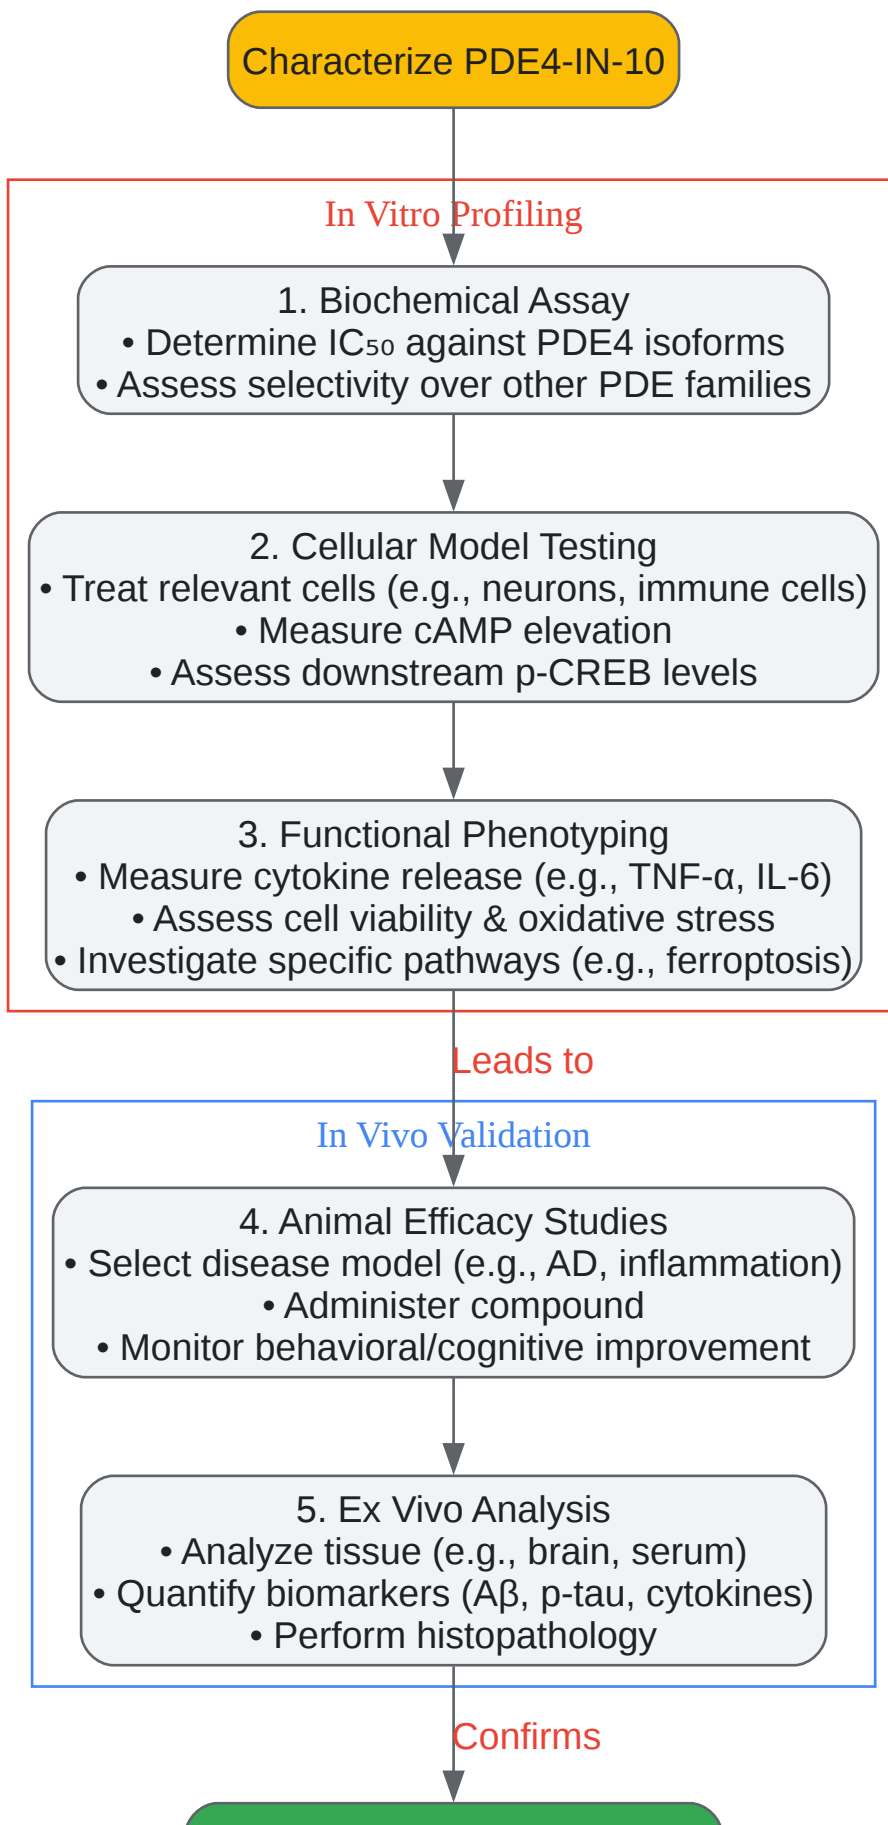 Characterize PDE4-IN-10
In Vitro Profiling
1. Biochemical Assay
• Determine IC₅₀ against PDE4 isoforms
• Assess selectivity over other PDE families
2. Cellular Model Testing
• Treat relevant cells (e.g., neurons, immune cells)
• Measure cAMP elevation
• Assess downstream p-CREB levels
3. Functional Phenotyping
• Measure cytokine release (e.g., TNF-α, IL-6)
• Assess cell viability & oxidative stress
• Investigate specific pathways (e.g., ferroptosis)
Leads to
In Vivo Validation
4. Animal Efficacy Studies
• Select disease model (e.g., AD, inflammation)
• Administer compound
• Monitor behavioral/cognitive improvement
5. Ex Vivo Analysis
• Analyze tissue (e.g., brain, serum)
• Quantify biomarkers (Aβ, p-tau, cytokines)
• Perform histopathology
Confirms